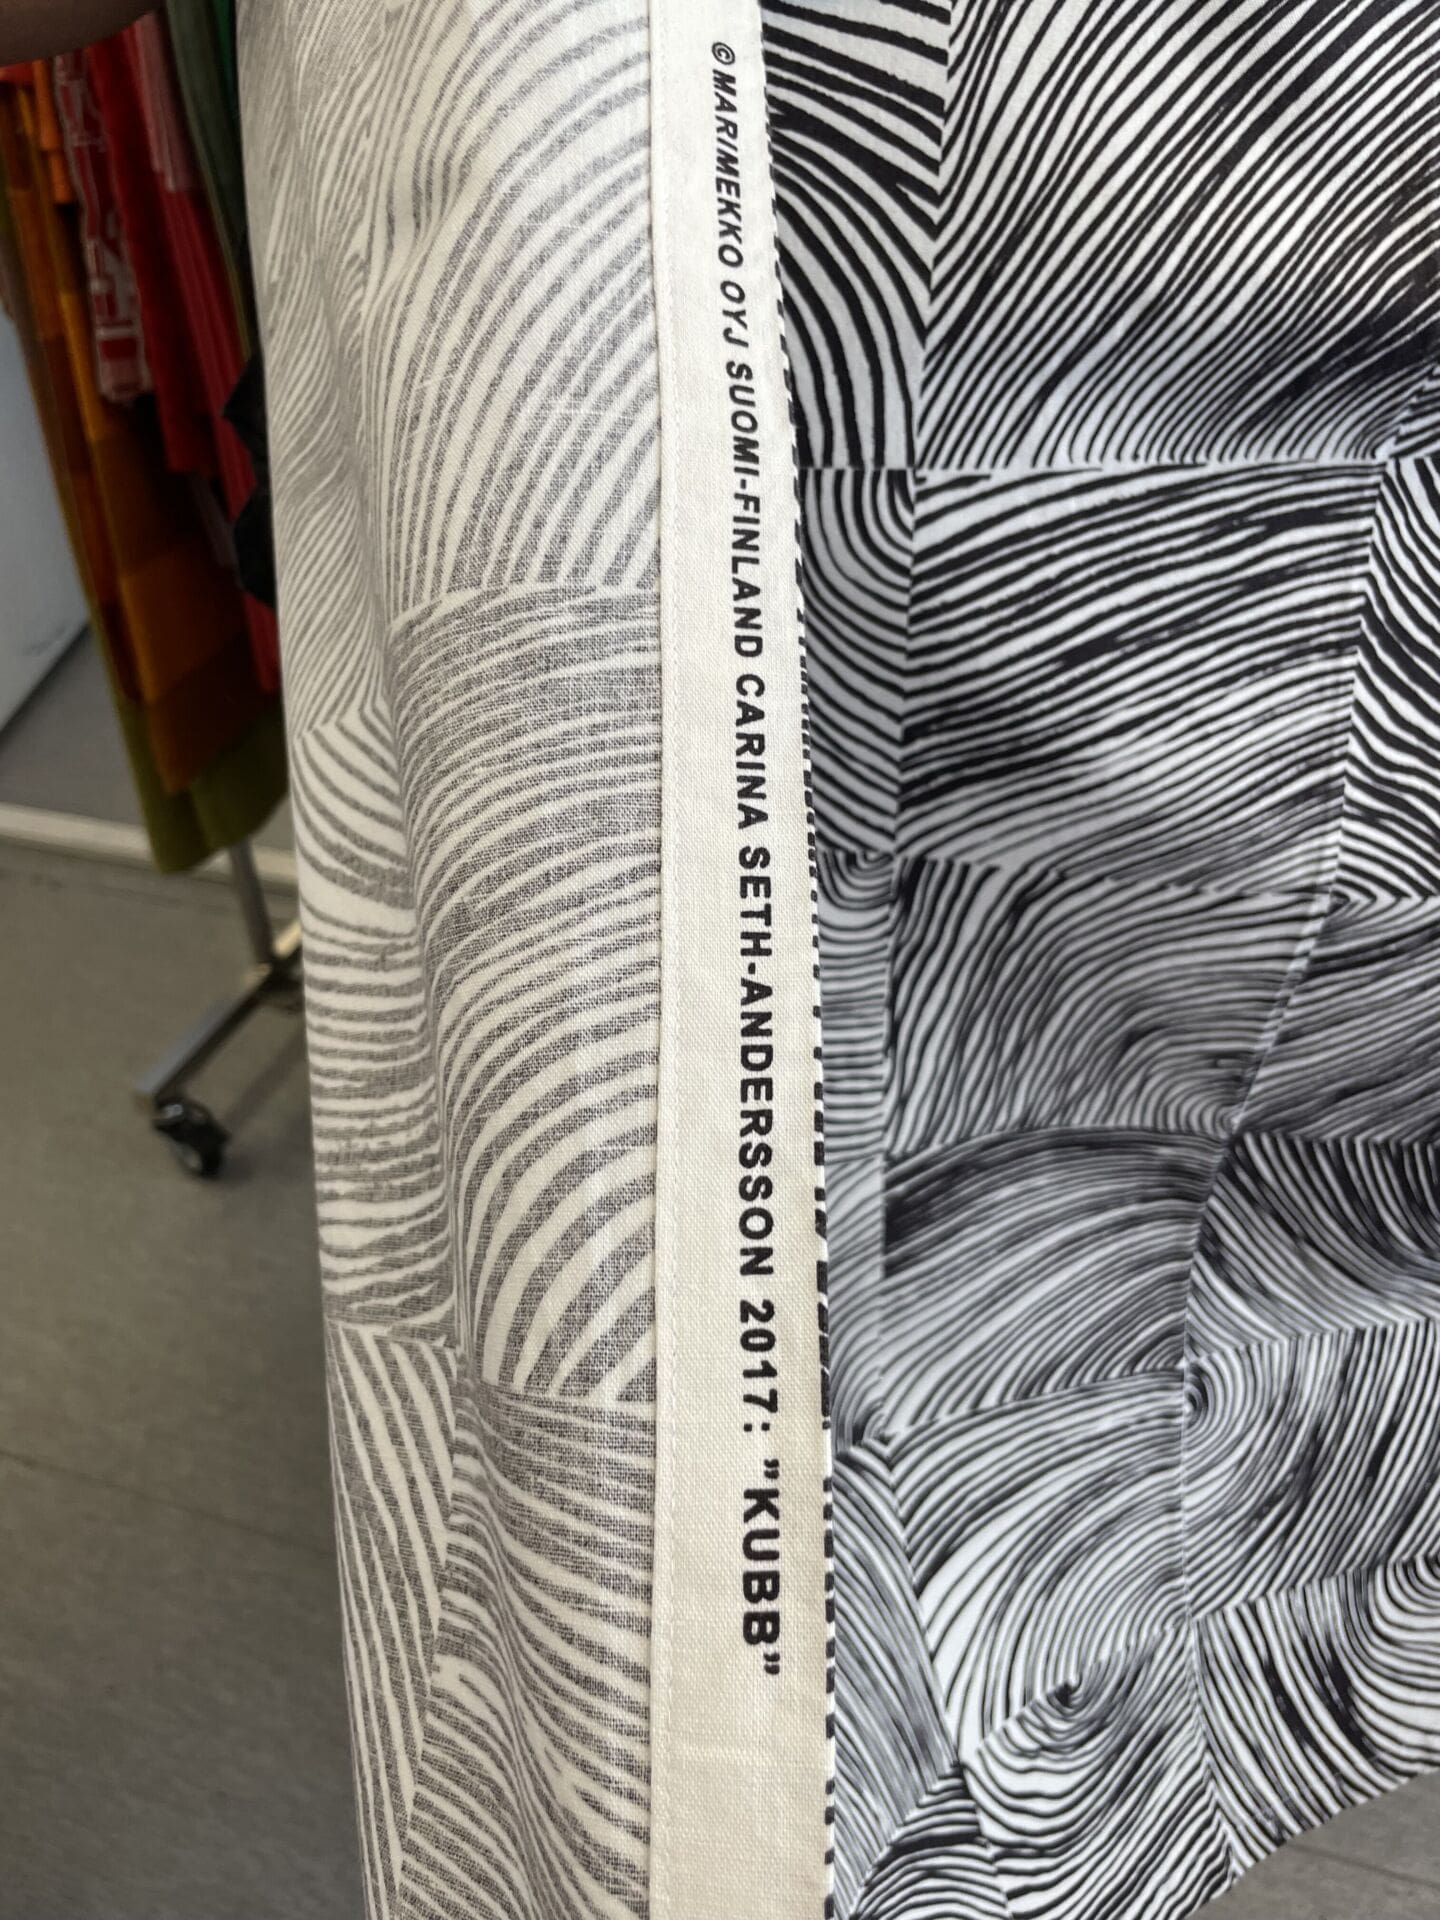 ©MARIMEKKO OYJ SUOMI-FINLAND CARINA SETH-ANDERSSON 2017: ”KUBB”